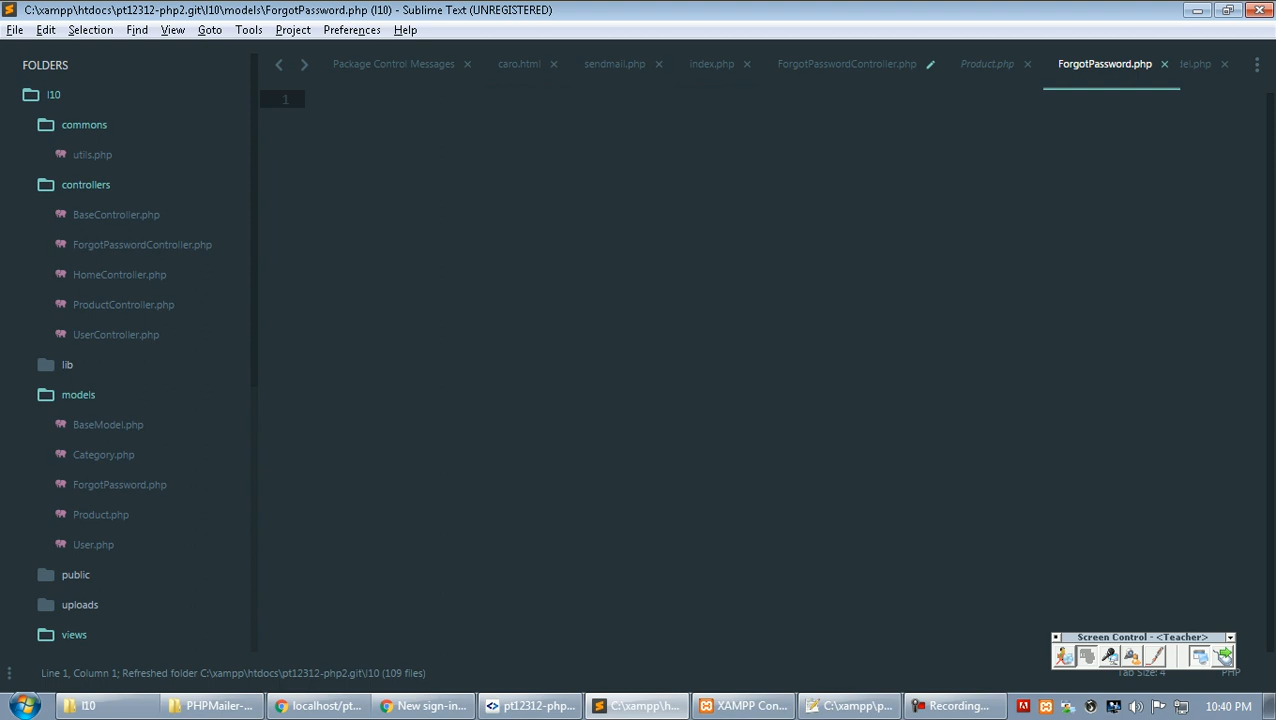 C:\xampp\htdocs\pt12312-php2.git\l10\models\ForgotPassword.php (l10) - Sublime Text (UNREGISTERED)
File Edit Selection Find View Goto Tools Project Preferences Help
FOLDERS
l10
commons
utils.php
controllers
BaseController.php
ForgotPasswordController.php
HomeController.php
ProductController.php
UserController.php
lib
models
BaseModel.php
Category.php
ForgotPassword.php
Product.php
User.php
public
uploads
views
Package Control Messages caro.html sendmail.php index.php ForgotPasswordController.php Product.php ForgotPassword.php lel.php
1
Screen Control - <Teacher>
Line 1, Column 1; Refreshed folder C:\xampp\htdocs\pt12312-php2.git\l10 (109 files) Tab Size: 4 PHP
l10 PHPMailer-... localhost/pt... New sign-in... pt12312-php... C:\xampp\h... XAMPP Con... C:\xampp\p... Recording... 10:40 PM